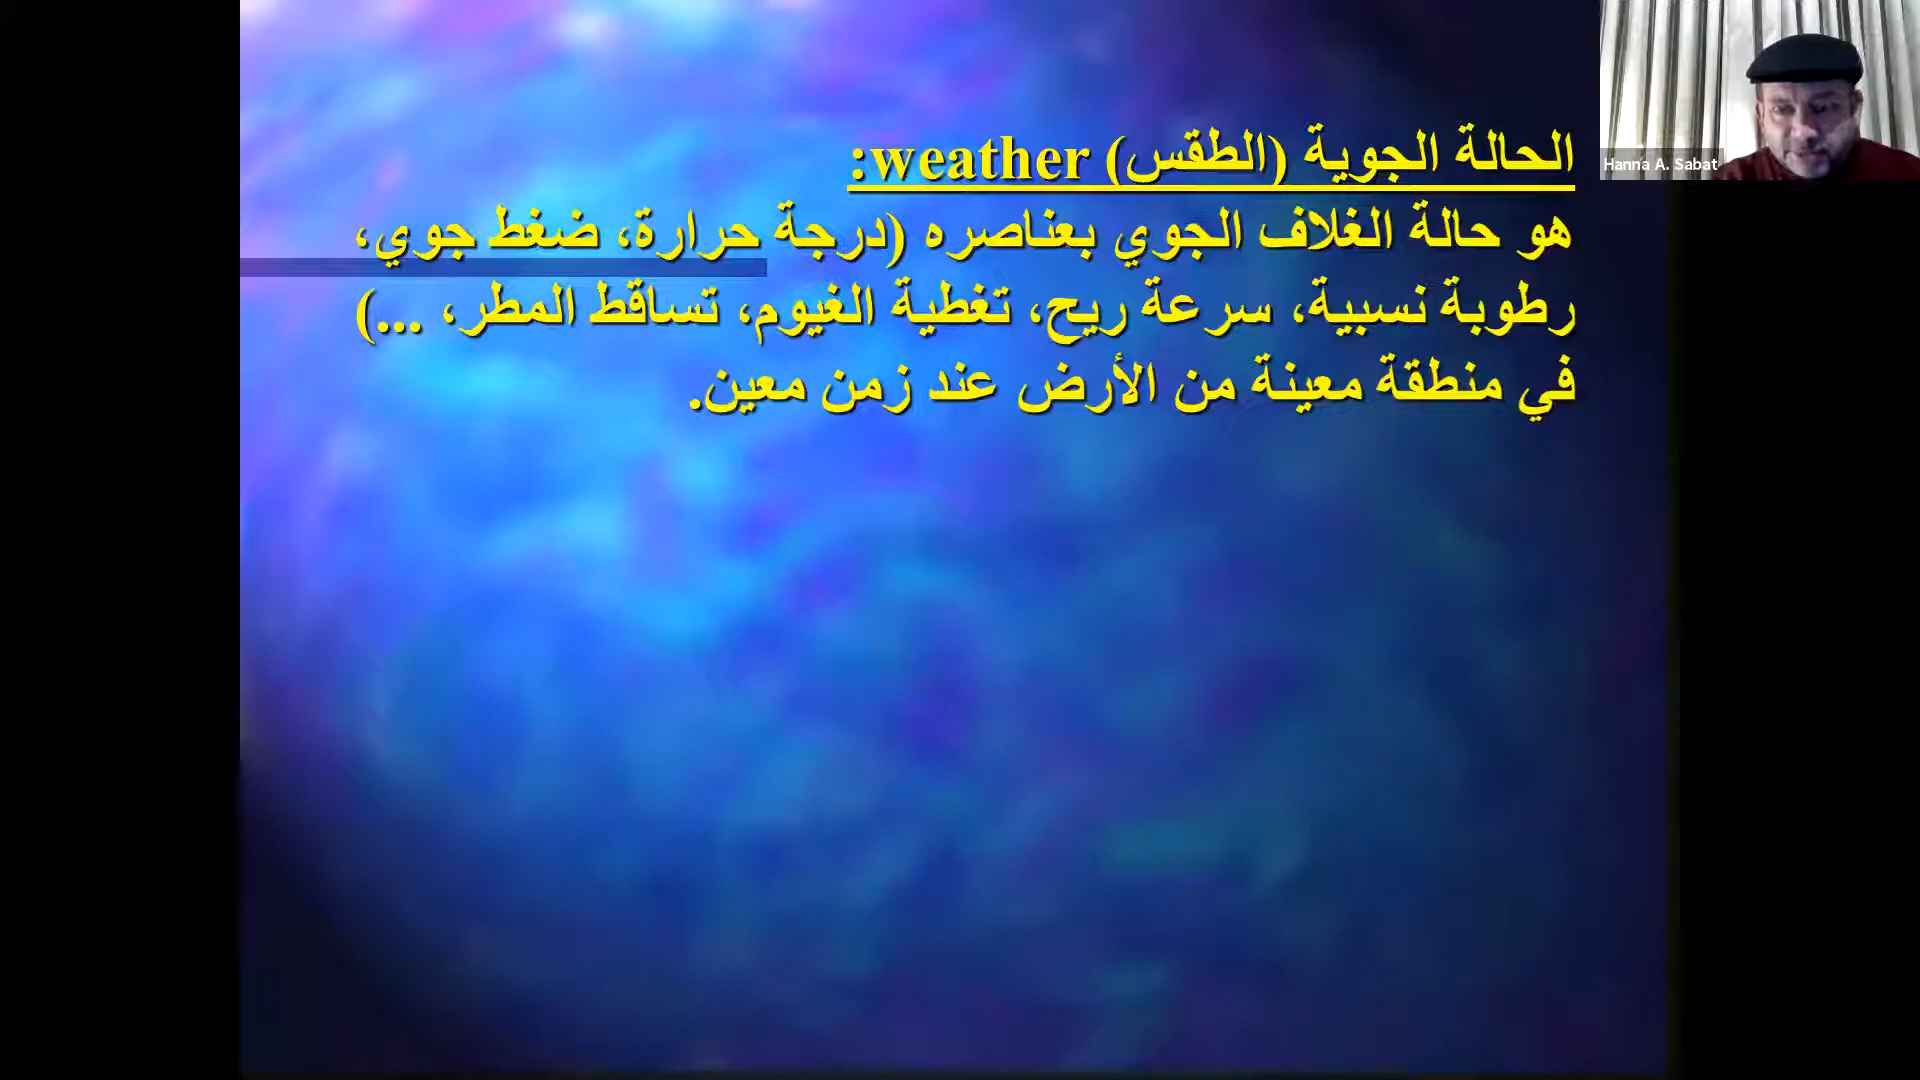 الحالة الجوية (الطقس) weather:
هو حالة الغلاف الجوي بعناصره (درجة حرارة، ضغط جوي،
رطوبة نسبية، سرعة ريح، تغطية الغيوم، تساقط المطر، ...)
في منطقة معينة من الأرض عند زمن معين.
Hanna A. Sabat